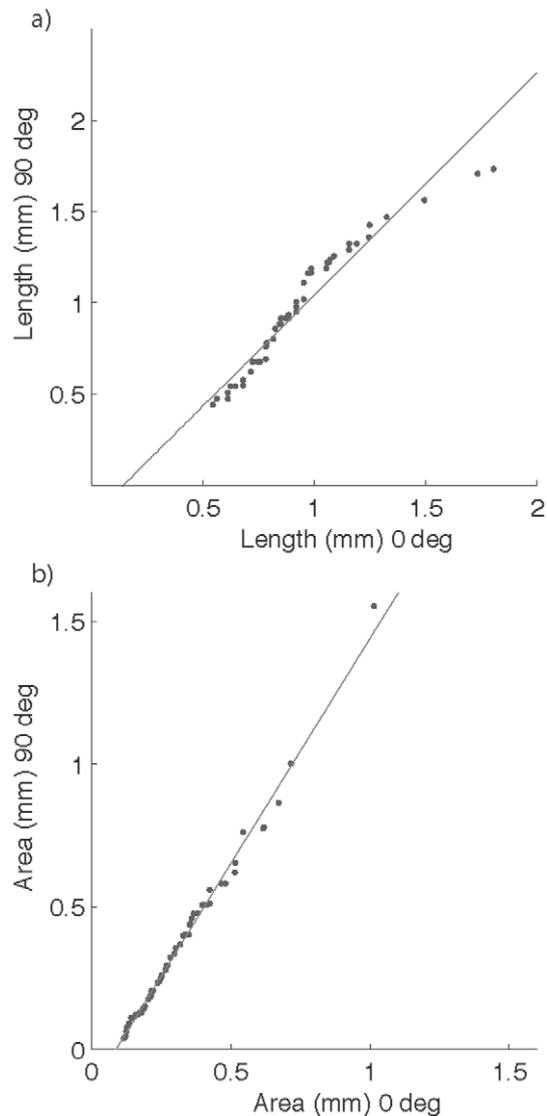 a)
2
1.5
1
0.5
Length (mm) 90 deg
0.5 1 1.5 2
Length (mm) 0 deg
b)
1.5
1
0.5
0
Area (mm) 90 deg
0 0.5 1 1.5
Area (mm) 0 deg